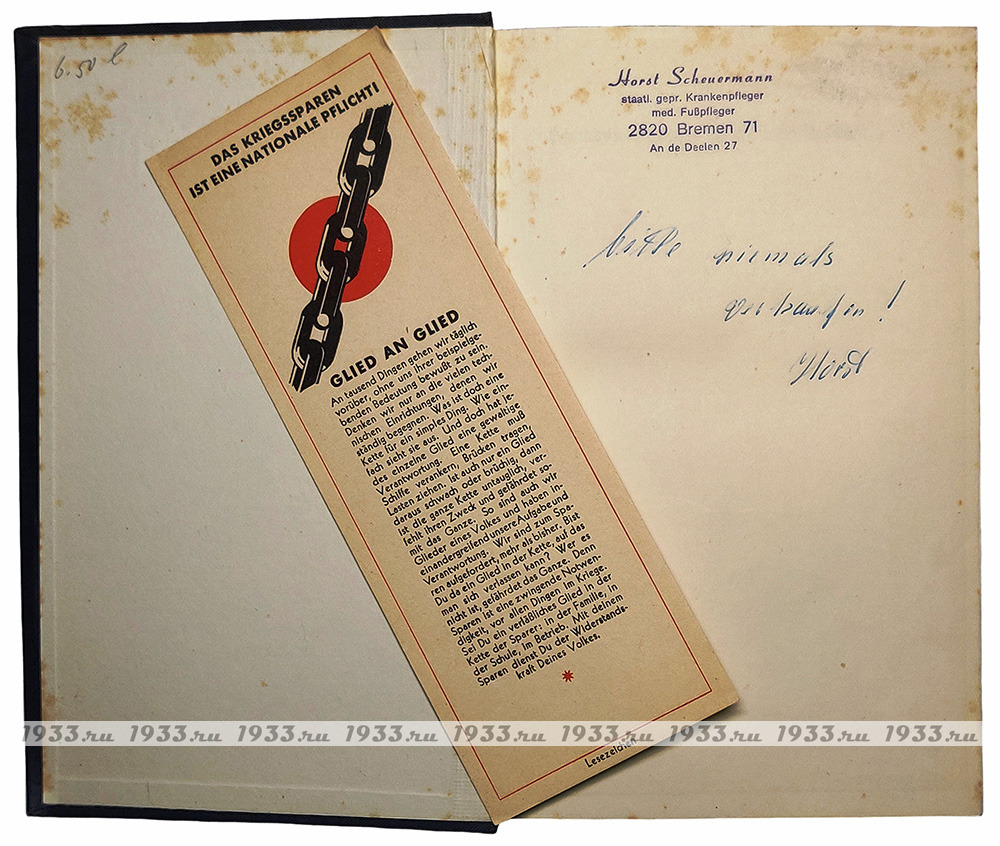 6.50 l
DAS KRIEGSSPAREN
IST EINE NATIONALE PFLICHT!
GLIED AN GLIED
An tausend Dingen gehen wir täglich
vorüber, ohne uns ihrer beispielge-
benden Bedeutung bewußt zu sein.
Denken wir nur an die vielen tech-
nischen Einrichtungen, denen wir
ständig begegnen. Was ist doch eine
Kette für ein simples Ding. Wie ein-
fach sieht sie aus. Und doch hat je-
des einzelne Glied eine gewaltige
Verantwortung. Eine Kette muß
Schiffe verankern, Brücken tragen,
Lasten ziehen. Ist auch nur ein Glied
daraus schwach oder brüchig, dann
ist die ganze Kette untauglich, ver-
fehlt ihren Zweck und gefährdet so-
mit das Ganze. So sind auch wir
Glieder eines Volkes und haben in-
einandergreifend unsere Aufgabe und
Verantwortung. Wir sind zum Spa-
ren aufgefordert, mehr als bisher. Bist
Du da ein Glied in der Kette, auf das
man sich verlassen kann? Wer es
nicht ist, gefährdet das Ganze. Denn
Sparen ist eine zwingende Notwen-
digkeit, vor allen Dingen im Kriege.
Sei Du ein verläßliches Glied in der
Kette der Sparer: in der Familie, in
der Schule, im Betrieb. Mit deinem
Sparen dienst Du der Widerstands-
kraft Deines Volkes.
Lesezeichen
Horst Scheuermann
staatl. gepr. Krankenpfleger
med. Fußpfleger
2820 Bremen 71
An de Deelen 27
bitte niemals
verkaufen!
Horst
1933.ru 1933.ru 1933.ru 1933.ru 1933.ru 1933.ru 1933.ru 1933.ru 1933.ru